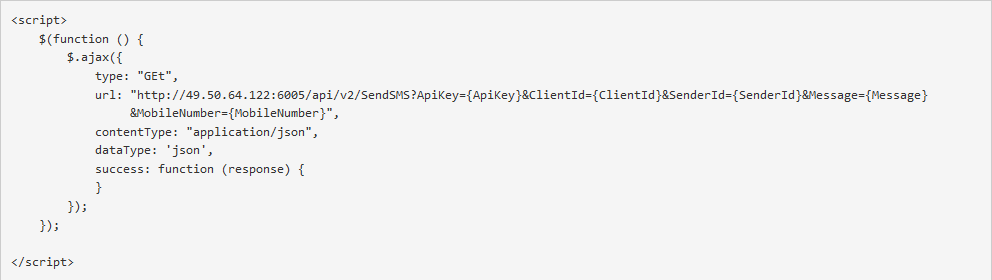 <script>
$(function () {
$.ajax({
type: "GEt",
url: "http://49.50.64.122:6005/api/v2/SendSMS?ApiKey={ApiKey}&ClientId={ClientId}&SenderId={SenderId}&Message={Message}
&MobileNumber={MobileNumber}",
contentType: "application/json",
dataType: 'json',
success: function (response) {
}
});
});
</script>